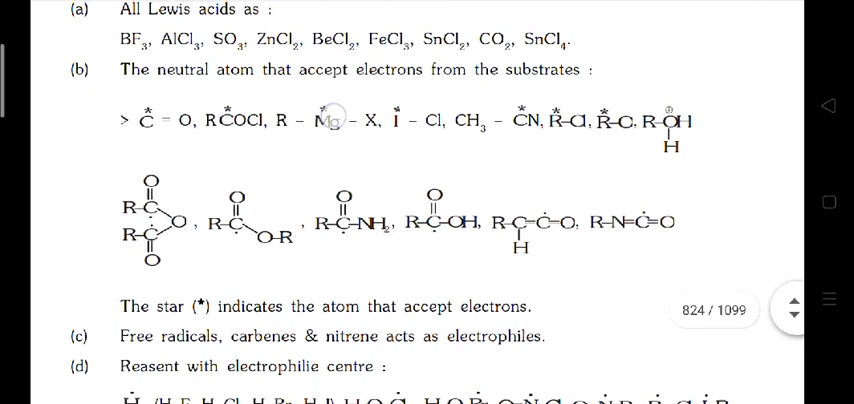 (a) All Lewis acids as :
BF3, AlCl3, SO3, ZnCl2, BeCl2, FeCl3, SnCl2, CO2, SnCl4.
(b) The neutral atom that accept electrons from the substrates :
> C* = O, RC*OCl, R – Mg* – X, I* – Cl, CH3 – C*N, R*–Cl, R*–C, R–O⊕H
H
O O O O
R–C R–C R–C–NH2, R–C–OH, R–C=C=O, R–N=C=O
O , O–R ,
R–C H
O
The star (*) indicates the atom that accept electrons.
824 / 1099
(c) Free radicals, carbenes & nitrene acts as electrophiles.
(d) Reasent with electrophilie centre :